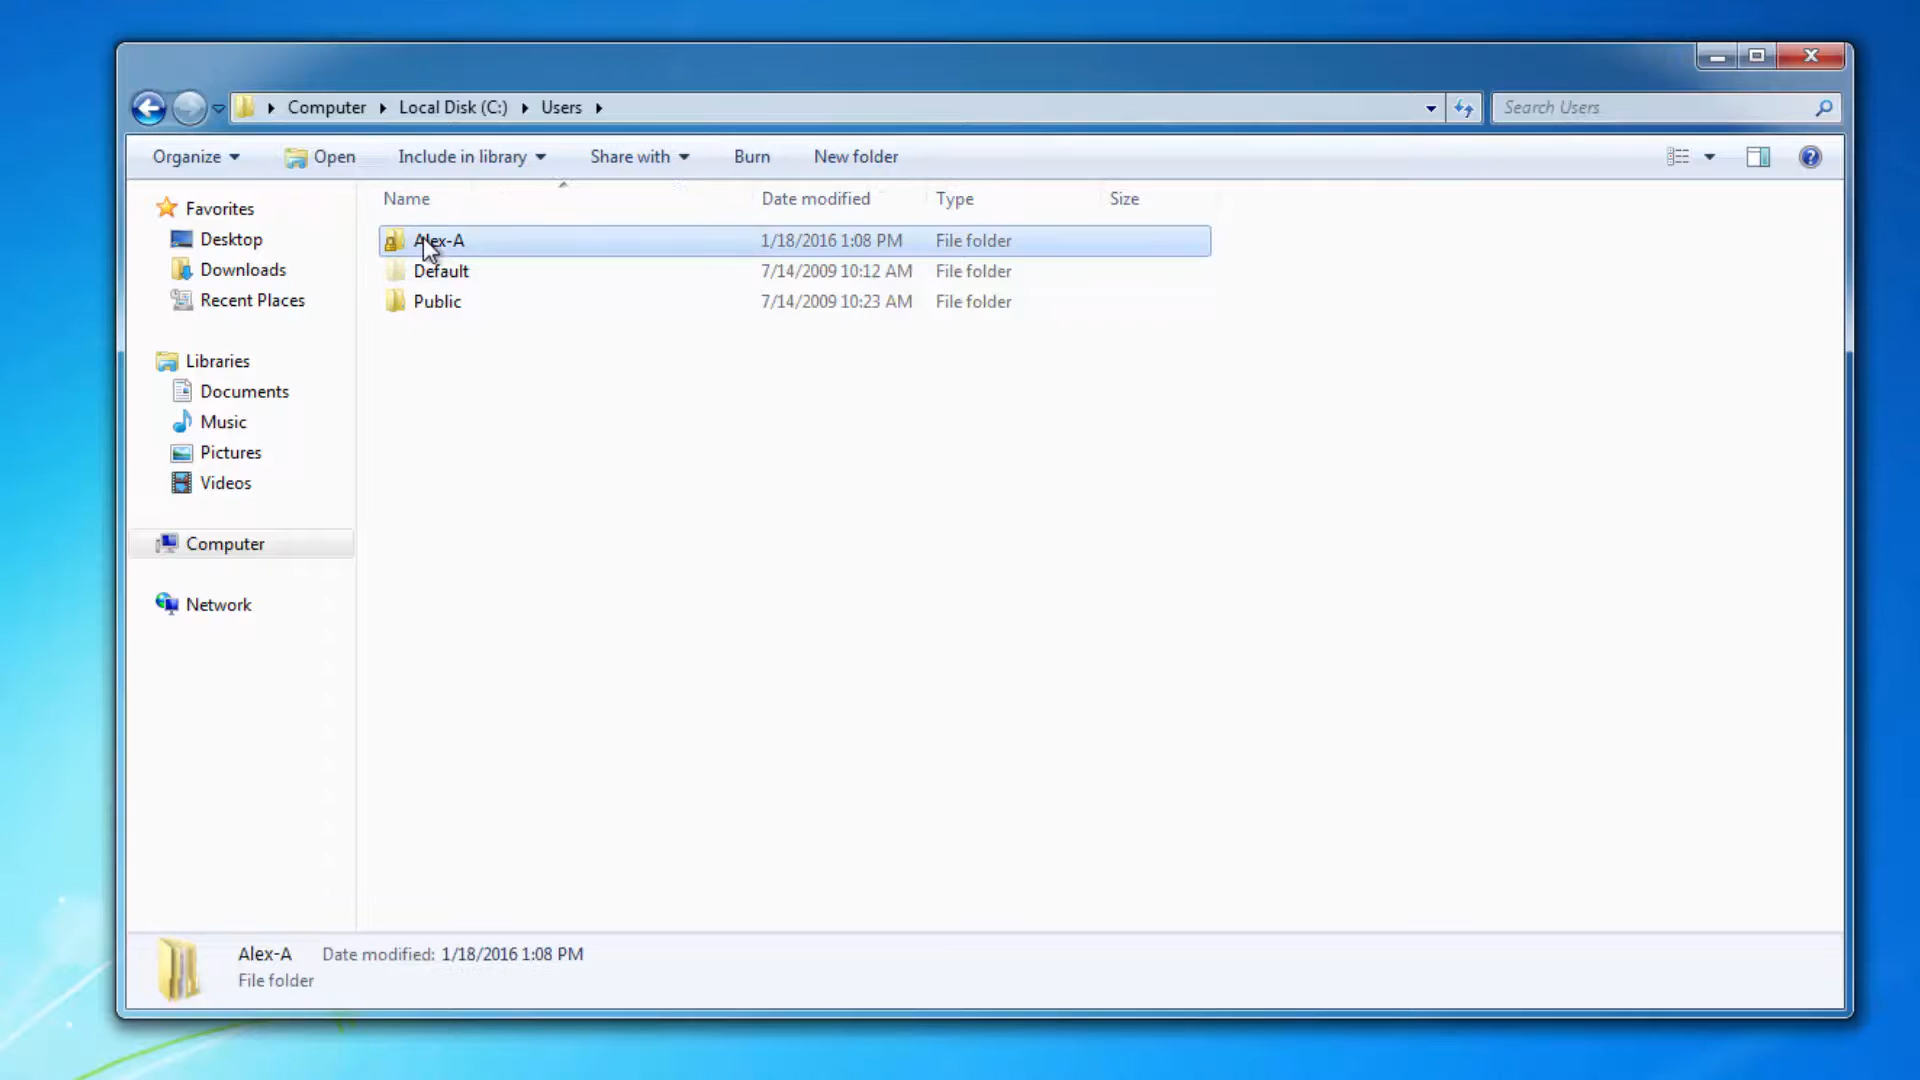 Computer Local Disk (C:) Users
Search Users
Organize Open Include in library Share with Burn New folder
Favorites
Desktop
Downloads
Recent Places
Libraries
Documents
Music
Pictures
Videos
Computer
Network
Name Date modified Type Size
Alex-A 1/18/2016 1:08 PM File folder
Default 7/14/2009 10:12 AM File folder
Public 7/14/2009 10:23 AM File folder
Alex-A Date modified: 1/18/2016 1:08 PM
File folder